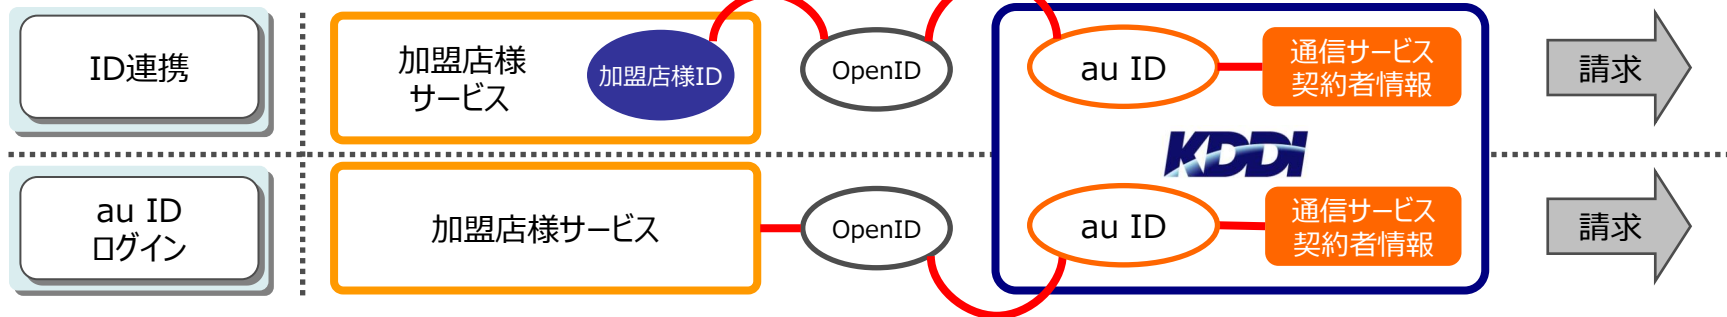 ID連携
加盟店様
サービス
加盟店様ID
OpenID
au ID
通信サービス
契約者情報
請求
KDDI
au ID
ログイン
加盟店様サービス
OpenID
au ID
通信サービス
契約者情報
請求